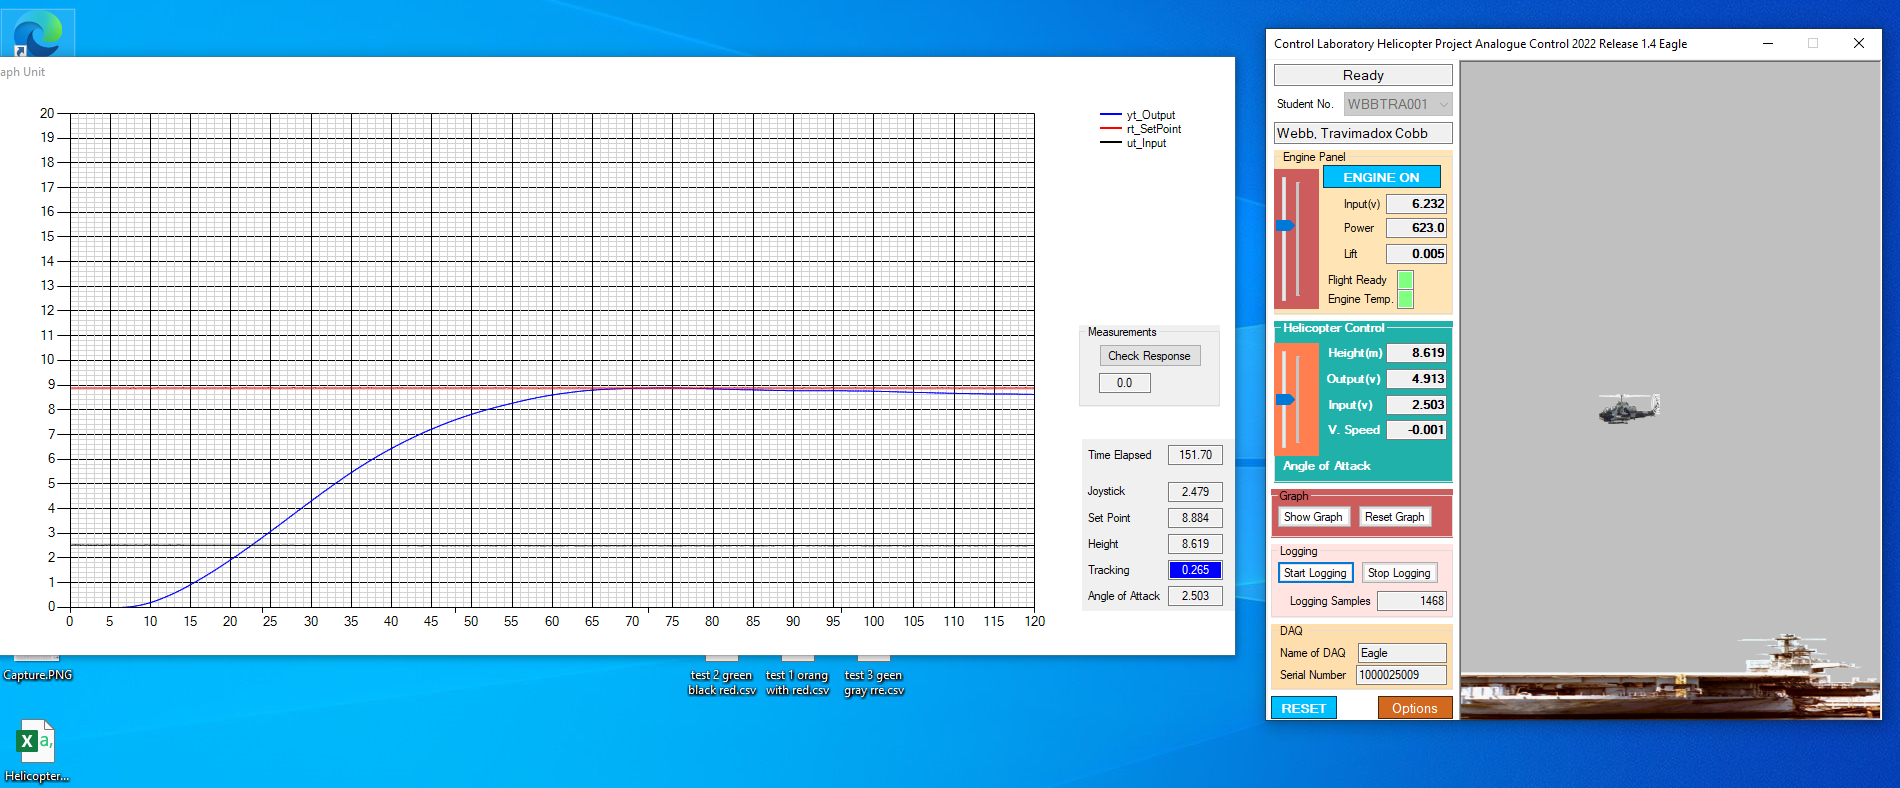 aph Unit
20
19
18
17
16
15
14
13
12
11
10
9
8
7
6
5
4
3
2
1
0
0 5 10 15 20 25 30 35 40 45 50 55 60 65 70 75 80 85 90 95 100 105 110 115 120
yt_Output
rt_SetPoint
ut_Input
Measurements
Check Response
0.0
Time Elapsed 151.70
Joystick 2.479
Set Point 8.884
Height 8.619
Tracking 0.265
Angle of Attack 2.503
Capture.PNG
test 2 green
black red.csv
test 1 orang
with red.csv
test 3 geen
gray rre.csv
X a,
Helicopter...
Control Laboratory Helicopter Project Analogue Control 2022 Release 1.4 Eagle
Ready
Student No. WBBTRA001
Webb, Travimadox Cobb
Engine Panel
ENGINE ON
Input(v) 6.232
Power 623.0
Lift 0.005
Flight Ready
Engine Temp.
Helicopter Control
Height(m) 8.619
Output(v) 4.913
Input(v) 2.503
V. Speed -0.001
Angle of Attack
Graph
Show Graph Reset Graph
Logging
Start Logging Stop Logging
Logging Samples 1468
DAQ
Name of DAQ Eagle
Serial Number 1000025009
RESET Options